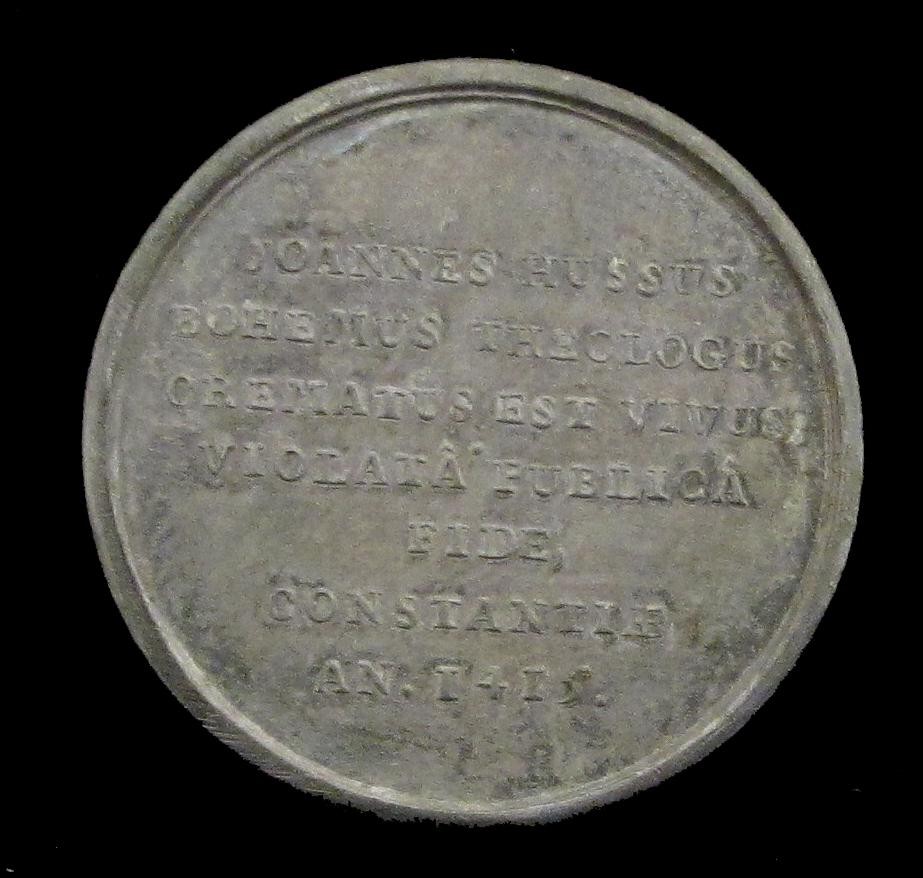 JOANNES HUSSUS
BOHEMUS THEOLOGUS
CREMATUS EST VIVUS,
VIOLATÂ PUBLICÂ
FIDE,
CONSTANTIÆ
AN. 1415.